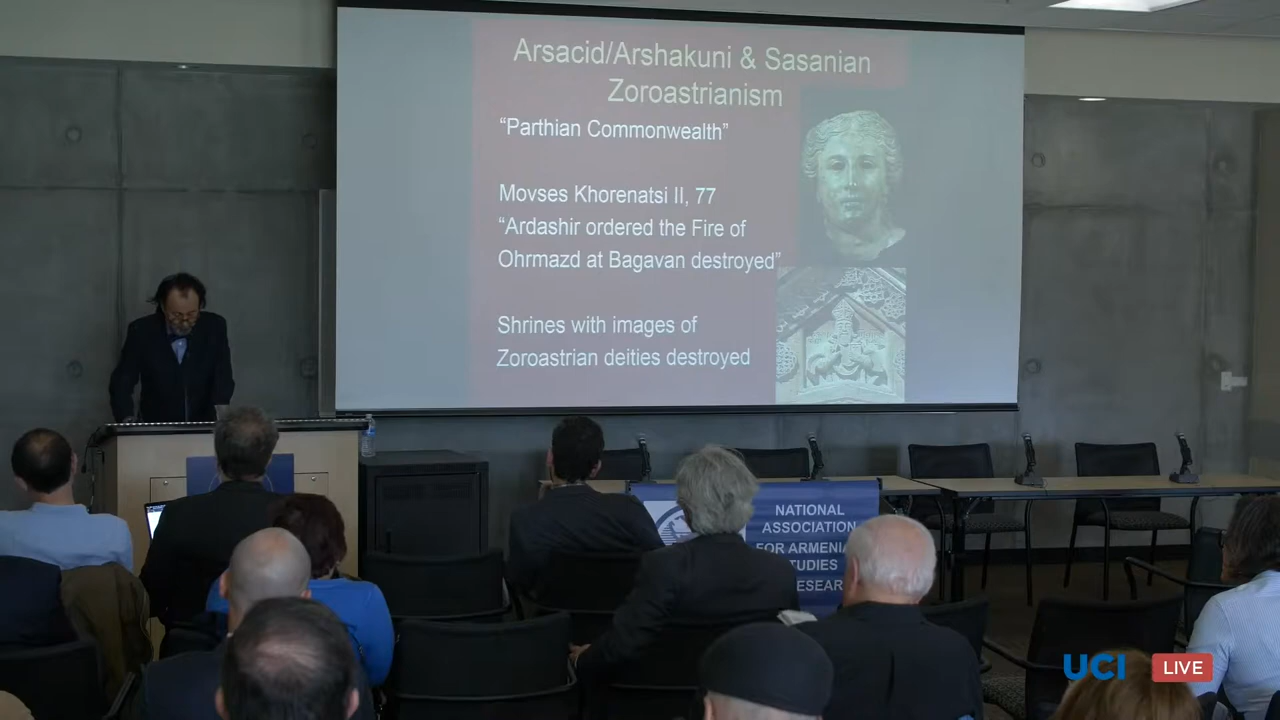 Arsacid/Arshakuni & Sasanian
Zoroastrianism
“Parthian Commonwealth”
Movses Khorenatsi II, 77
“Ardashir ordered the Fire of
Ohrmazd at Bagavan destroyed”
Shrines with images of
Zoroastrian deities destroyed
NATIONAL
ASSOCIATION
FOR ARMENIA
TUDIES
ESEAR
UCI LIVE